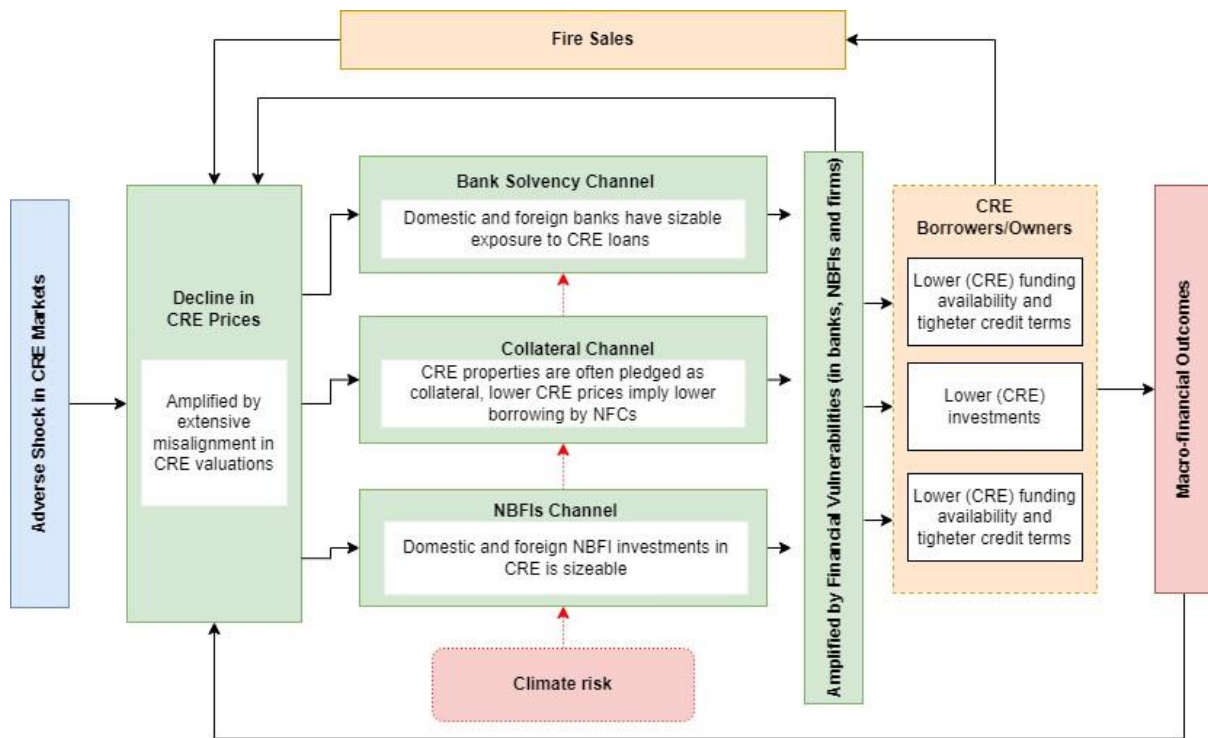 Fire Sales
Adverse Shock in CRE Markets
Decline in
CRE Prices
Amplified by
extensive
misalignment in
CRE valuations
Bank Solvency Channel
Domestic and foreign banks have sizable
exposure to CRE loans
Collateral Channel
CRE properties are often pledged as
collateral, lower CRE prices imply lower
borrowing by NFCs
NBFIs Channel
Domestic and foreign NBFI investments in
CRE is sizeable
Climate risk
Amplified by Financial Vulnerabilities (in banks, NBFIs and firms)
CRE
Borrowers/Owners
Lower (CRE) funding
availability and
tigheter credit terms
Lower (CRE)
investments
Lower (CRE) funding
availability and
tigheter credit terms
Macro-financial Outcomes